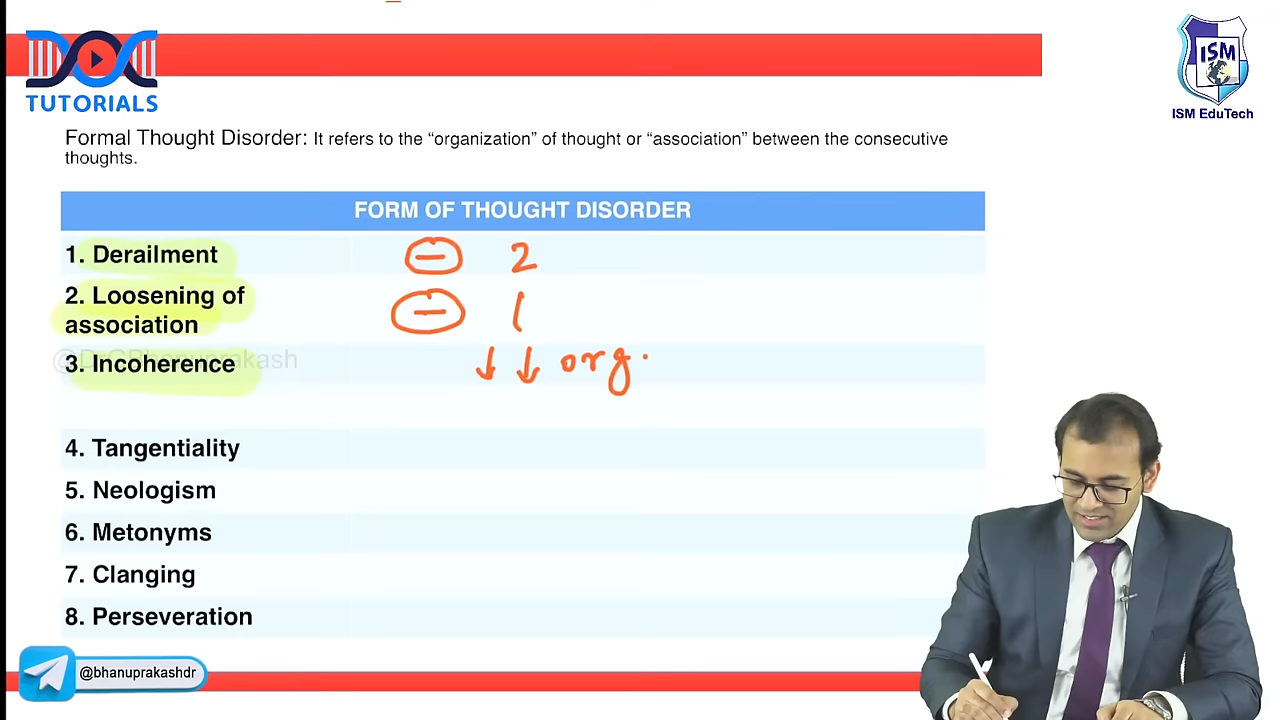 TUTORIALS
ISM
ISM EduTech
Formal Thought Disorder: It refers to the “organization” of thought or “association” between the consecutive
thoughts.
FORM OF THOUGHT DISORDER
1. Derailment - 2
2. Loosening of
association - 1
@DrGBhanuprakash
3. Incoherence ↓ ↓ org.
4. Tangentiality
5. Neologism
6. Metonyms
7. Clanging
8. Perseveration
@bhanuprakashdr